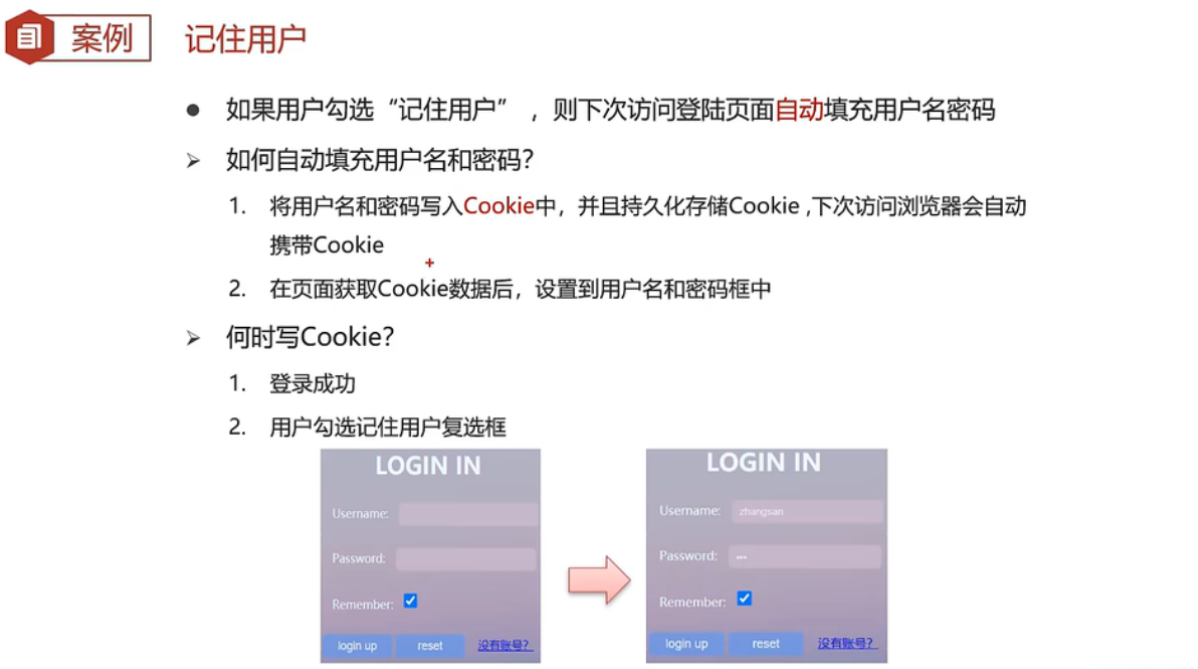 案例
记住用户
● 如果用户勾选“记住用户” ，则下次访问登陆页面自动填充用户名密码
➢ 如何自动填充用户名和密码？
1. 将用户名和密码写入Cookie中，并且持久化存储Cookie ,下次访问浏览器会自动
携带Cookie
2. 在页面获取Cookie数据后，设置到用户名和密码框中
➢ 何时写Cookie？
1. 登录成功
2. 用户勾选记住用户复选框
LOGIN IN
Username:
Password:
Remember:
login up reset 没有账号？
LOGIN IN
Username: zhangsan
Password: •••
Remember:
login up reset 没有账号？